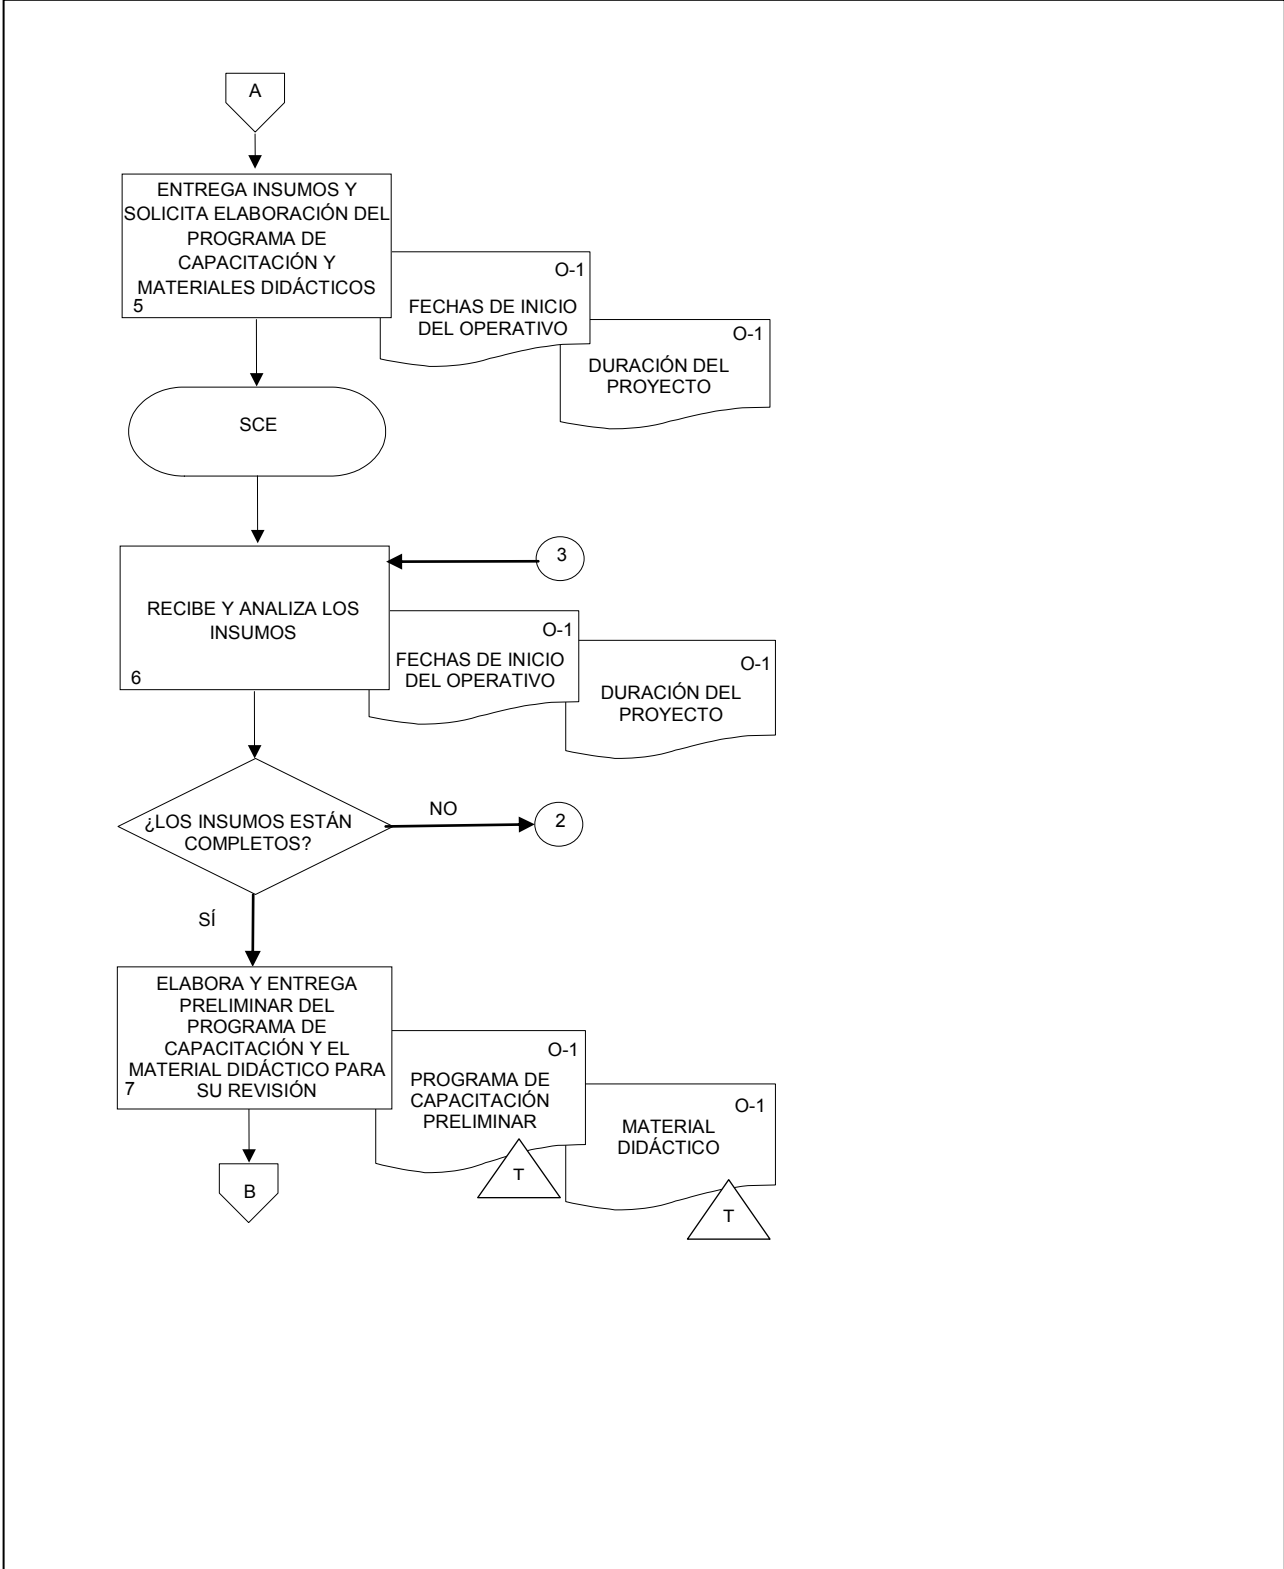 A
ENTREGA INSUMOS Y
SOLICITA ELABORACIÓN DEL
PROGRAMA DE
CAPACITACIÓN Y
MATERIALES DIDÁCTICOS
5
O-1
FECHAS DE INICIO
DEL OPERATIVO
O-1
DURACIÓN DEL
PROYECTO
SCE
3
RECIBE Y ANALIZA LOS
INSUMOS
6
O-1
FECHAS DE INICIO
DEL OPERATIVO
O-1
DURACIÓN DEL
PROYECTO
¿LOS INSUMOS ESTÁN
COMPLETOS?
NO
2
SÍ
ELABORA Y ENTREGA
PRELIMINAR DEL
PROGRAMA DE
CAPACITACIÓN Y EL
MATERIAL DIDÁCTICO PARA
SU REVISIÓN
7
O-1
PROGRAMA DE
CAPACITACIÓN
PRELIMINAR
T
O-1
MATERIAL
DIDÁCTICO
T
B